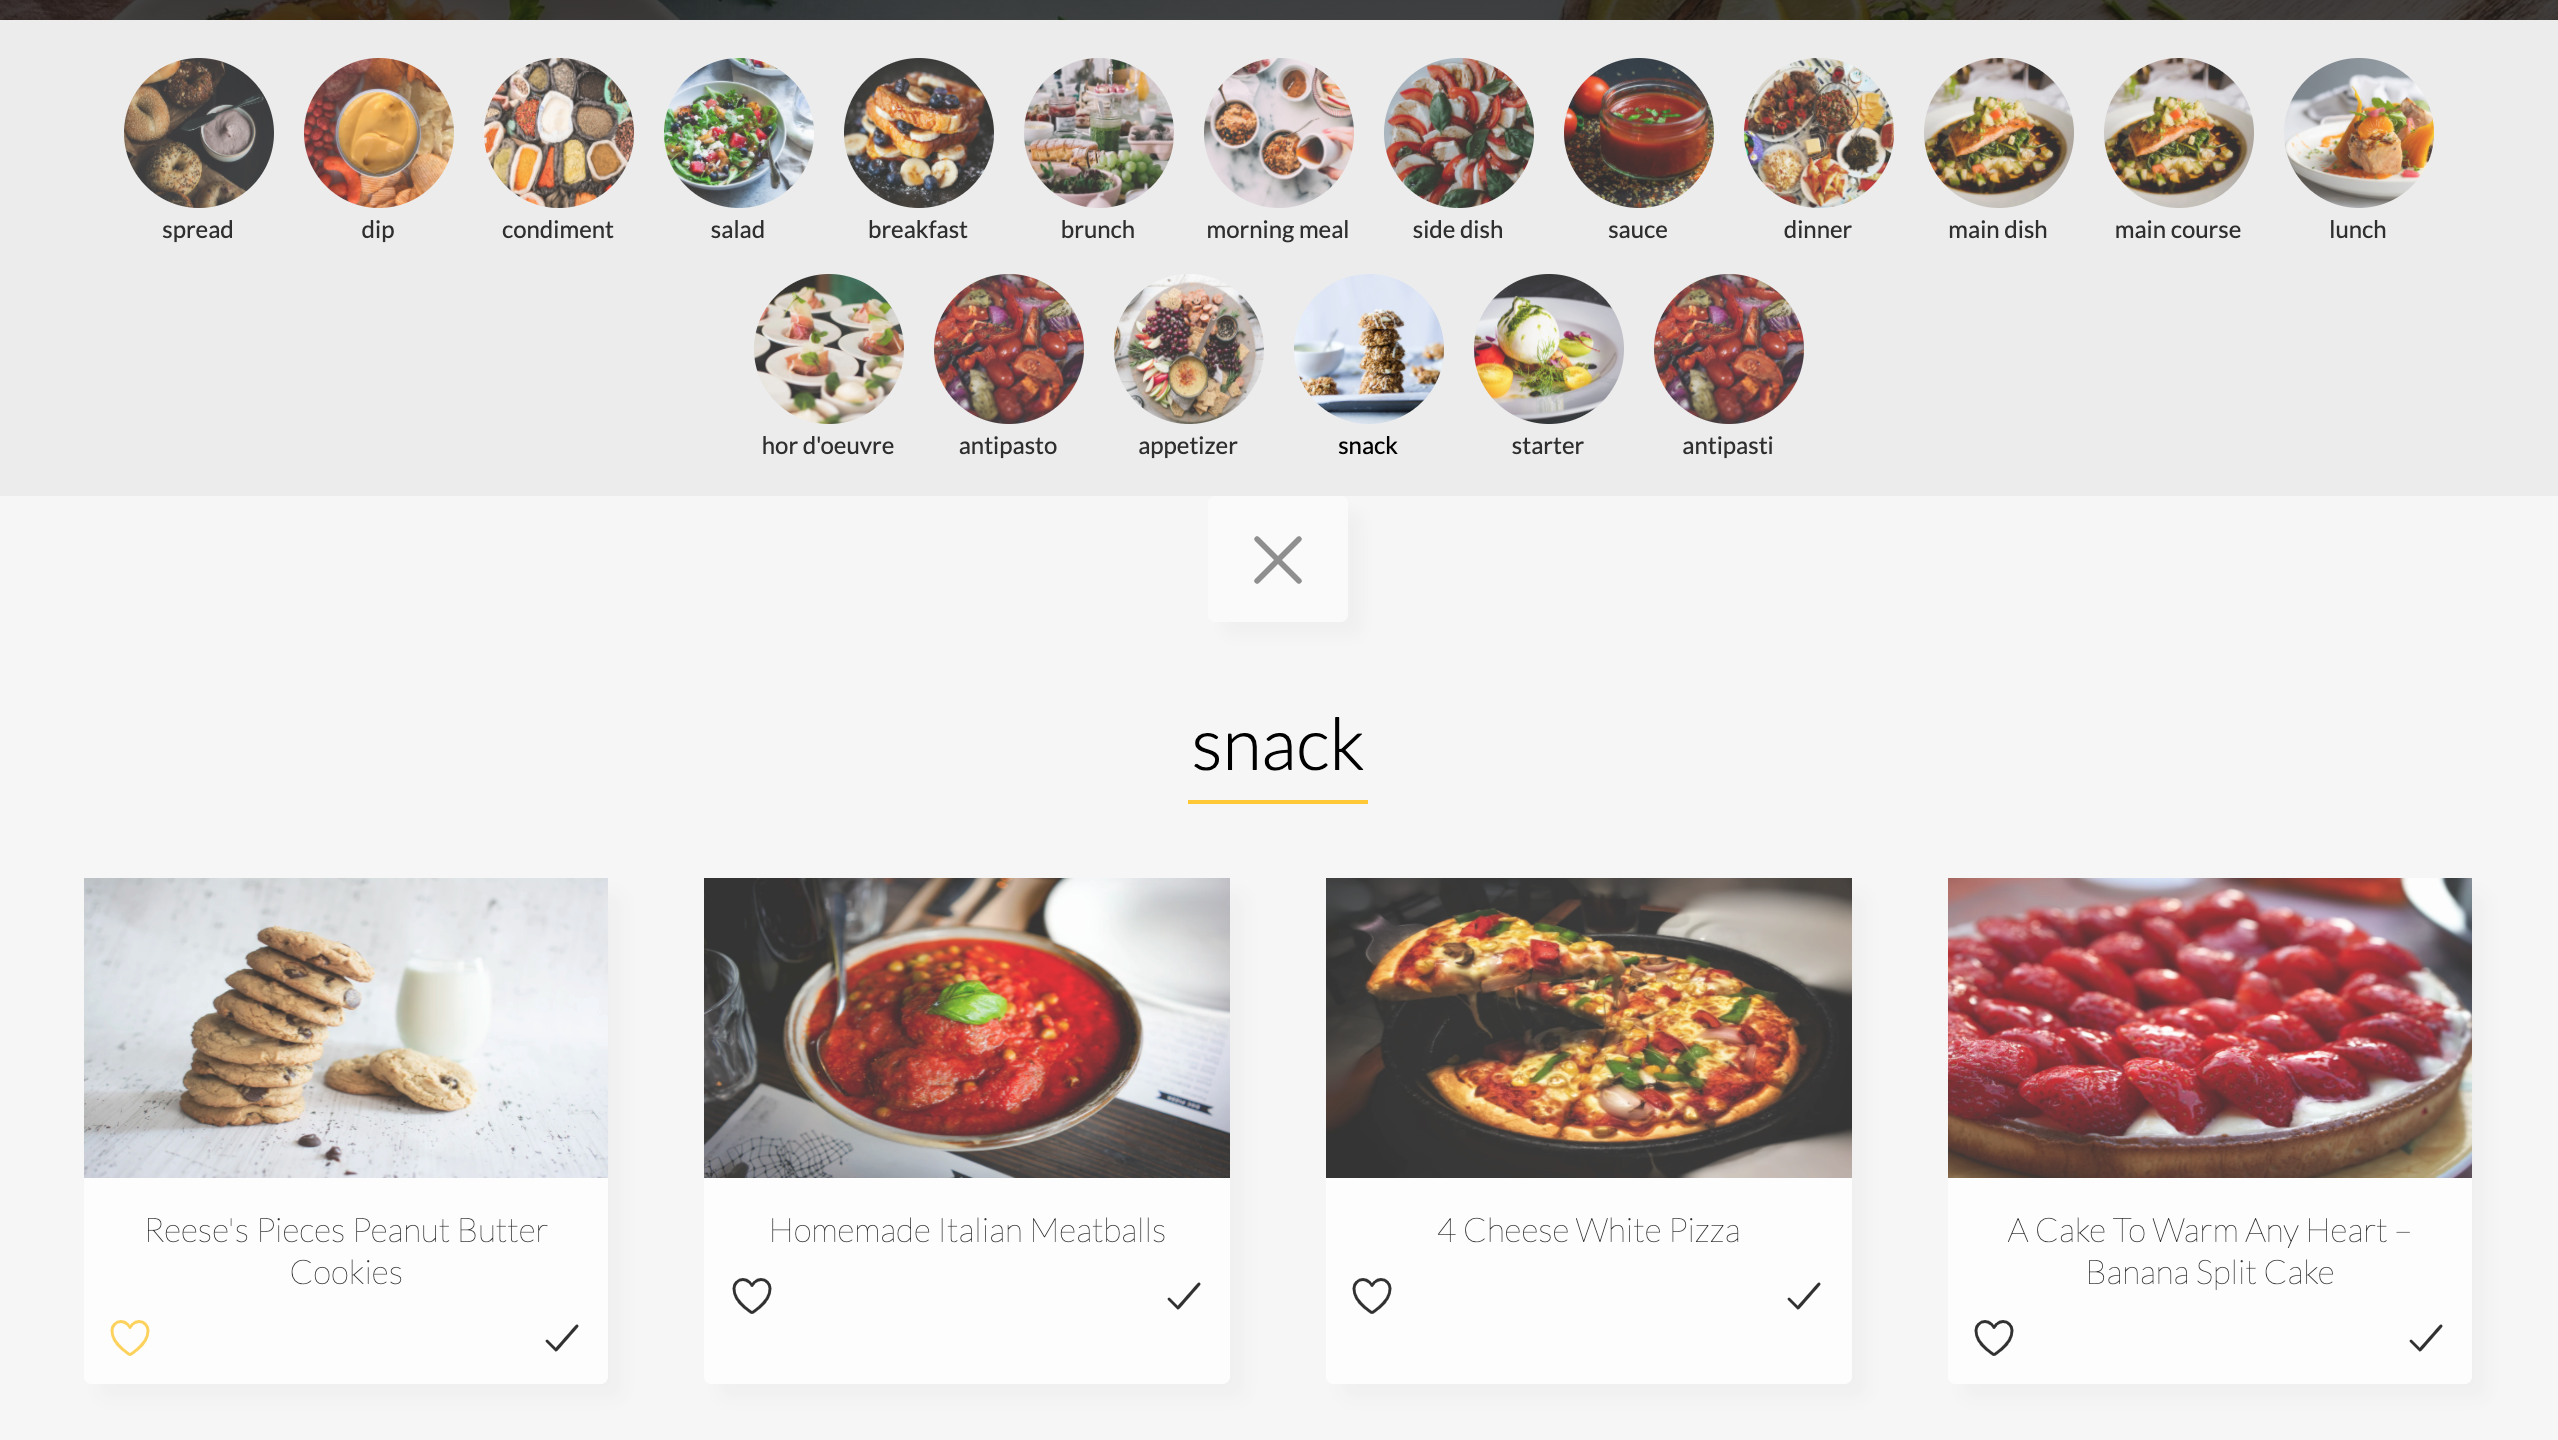 spread
dip
condiment
salad
breakfast
brunch
morning meal
side dish
sauce
dinner
main dish
main course
lunch
hor d'oeuvre
antipasto
appetizer
snack
starter
antipasti
snack
Reese's Pieces Peanut Butter
Cookies
Homemade Italian Meatballs
4 Cheese White Pizza
A Cake To Warm Any Heart –
Banana Split Cake